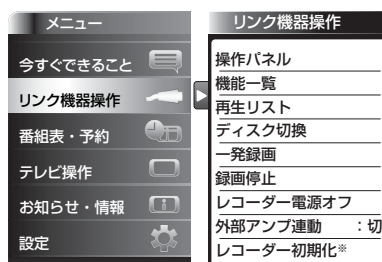 メニュー
今すぐできること
リンク機器操作
番組表・予約
テレビ操作
お知らせ・情報
設定
リンク機器操作
操作パネル
機能一覧
再生リスト
ディスク切換
一発録画
録画停止
レコーダー電源オフ
外部アンプ連動 ：切
レコーダー初期化※